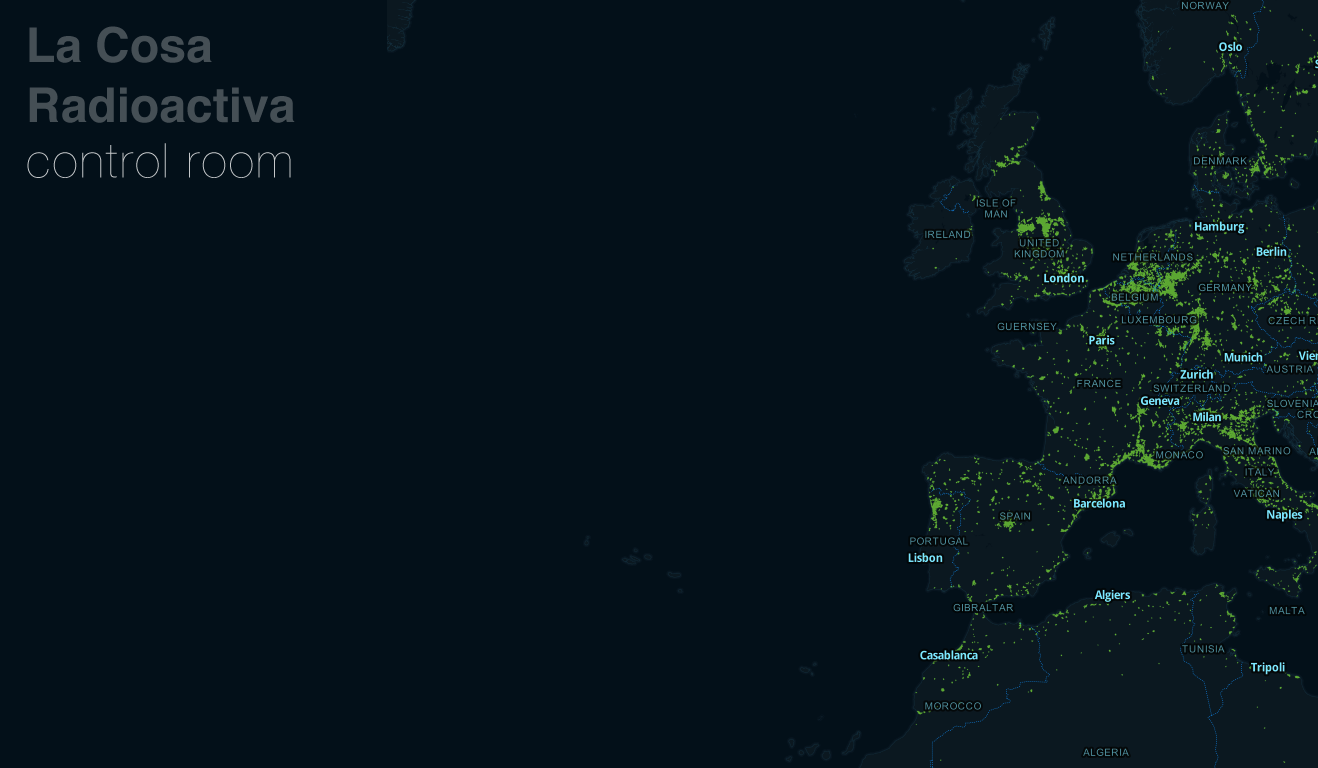 La Cosa
Radioactiva
control room
NORWAY
Oslo
DENMARK
ISLE OF
MAN
IRELAND
Hamburg
UNITED
KINGDOM
Berlin
NETHERLANDS
London
GERMANY
BELGIUM
LUXEMBOURG
CZECH R
GUERNSEY
Paris
Munich
Vien
AUSTRIA
Zurich
FRANCE
SWITZERLAND
Geneva
SLOVENIA
CRO
Milan
SAN MARINO
MONACO
ITALY
ANDORRA
VATICAN
Barcelona
Naples
SPAIN
PORTUGAL
Lisbon
Algiers
GIBRALTAR
MALTA
TUNISIA
Casablanca
Tripoli
MOROCCO
ALGERIA